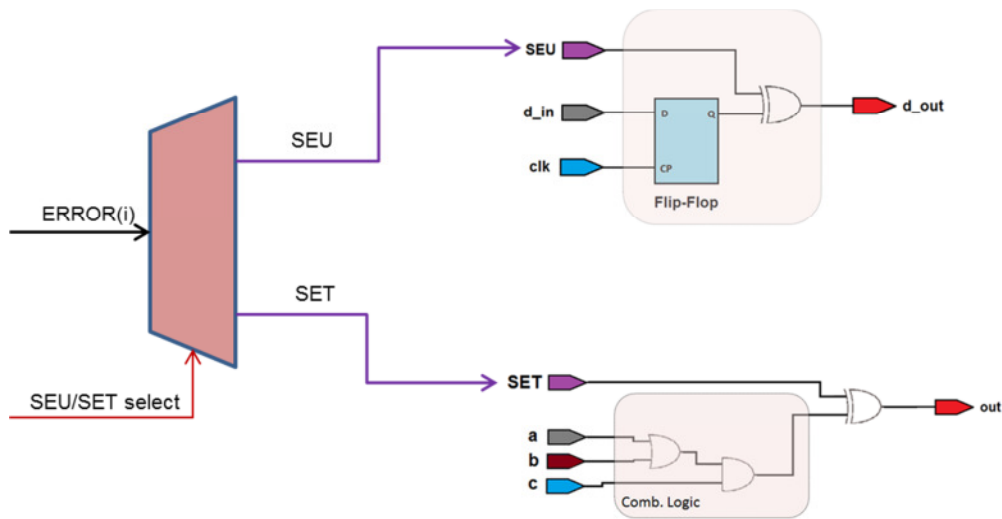 SEU
SEU
d_in
D
Q
d_out
clk
CP
Flip-Flop
ERROR(i)
SET
SEU/SET select
SET
out
a
b
c
Comb. Logic